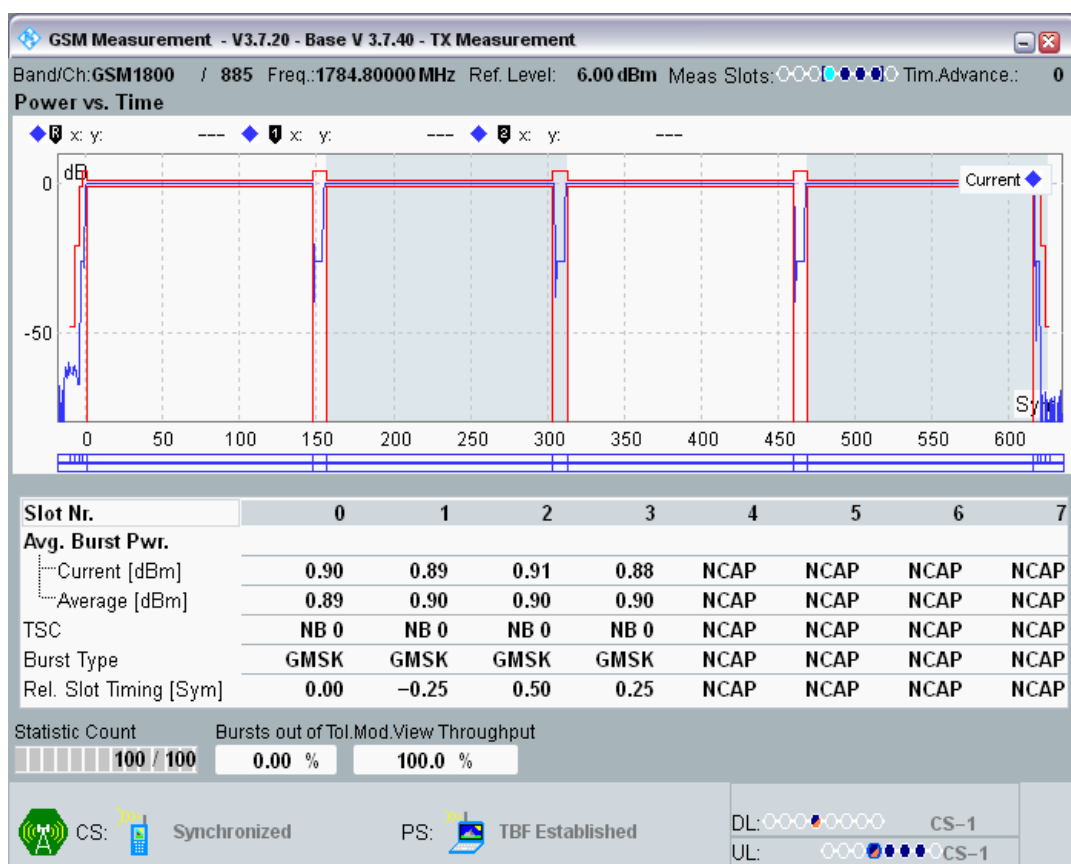 GSM Measurement - V3.7.20 - Base V 3.7.40 - TX Measurement
Band/Ch:GSM1800 / 885 Freq.:1784.80000 MHz Ref. Level: 6.00 dBm Meas Slots: Tim.Advance.: 0
Power vs. Time
R x: y: --- 1 x: y: --- 2 x: y: ---
dB
0
Current
-50
0 50 100 150 200 250 300 350 400 450 500 550 600
Slot Nr. 0 1 2 3 4 5 6 7
Avg. Burst Pwr.
Current [dBm] 0.90 0.89 0.91 0.88 NCAP NCAP NCAP NCAP
Average [dBm] 0.89 0.90 0.90 0.90 NCAP NCAP NCAP NCAP
TSC NB 0 NB 0 NB 0 NB 0 NCAP NCAP NCAP NCAP
Burst Type GMSK GMSK GMSK GMSK NCAP NCAP NCAP NCAP
Rel. Slot Timing [Sym] 0.00 −0.25 0.50 0.25 NCAP NCAP NCAP NCAP
Statistic Count Bursts out of Tol.Mod.View Throughput
100 / 100 0.00 % 100.0 %
CS: Synchronized PS: TBF Established DL: CS−1
UL: CS−1